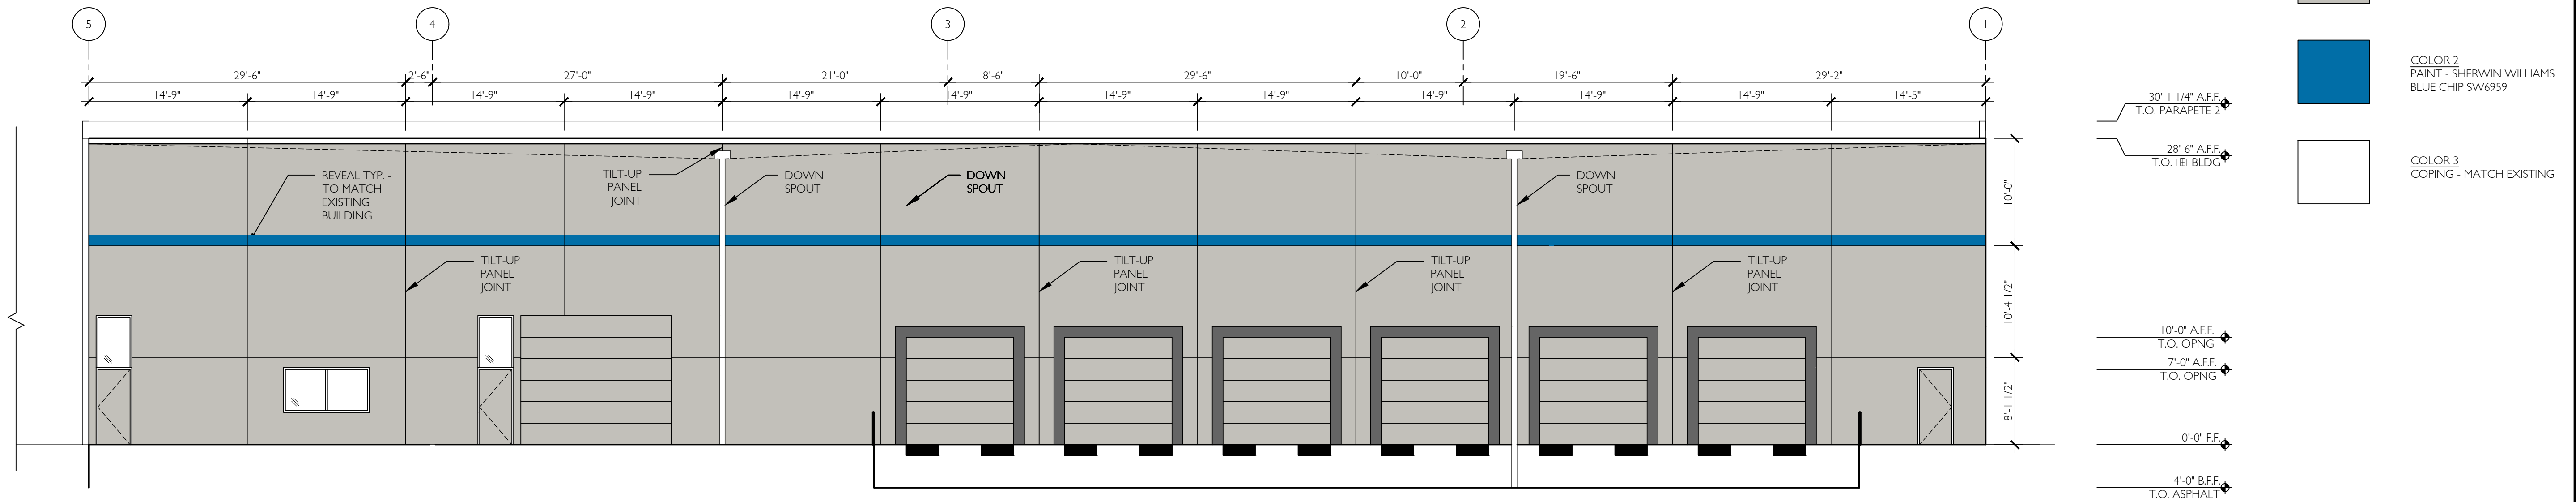 5 4 3 2 1
29'-6" 2'-6" 27'-0" 21'-0" 8'-6" 29'-6" 10'-0" 19'-6" 29'-2"
14'-9" 14'-9" 14'-9" 14'-9" 14'-9" 14'-9" 14'-9" 14'-9" 14'-9" 14'-9" 14'-9" 14'-5"
REVEAL TYP. -
TO MATCH
EXISTING
BUILDING
TILT-UP
PANEL
JOINT
DOWN
SPOUT
DOWN
SPOUT
DOWN
SPOUT
TILT-UP
PANEL
JOINT
TILT-UP
PANEL
JOINT
TILT-UP
PANEL
JOINT
TILT-UP
PANEL
JOINT
10'-0"
10'-4 1/2"
8'-1 1/2"
30' 1 1/4" A.F.F.
T.O. PARAPETE 2
28' 6" A.F.F.
T.O. □E□BLDG
10'-0" A.F.F.
T.O. OPNG
7'-0" A.F.F.
T.O. OPNG
0'-0" F.F.
4'-0" B.F.F.
T.O. ASPHALT
COLOR 2
PAINT - SHERWIN WILLIAMS
BLUE CHIP SW6959
COLOR 3
COPING - MATCH EXISTING